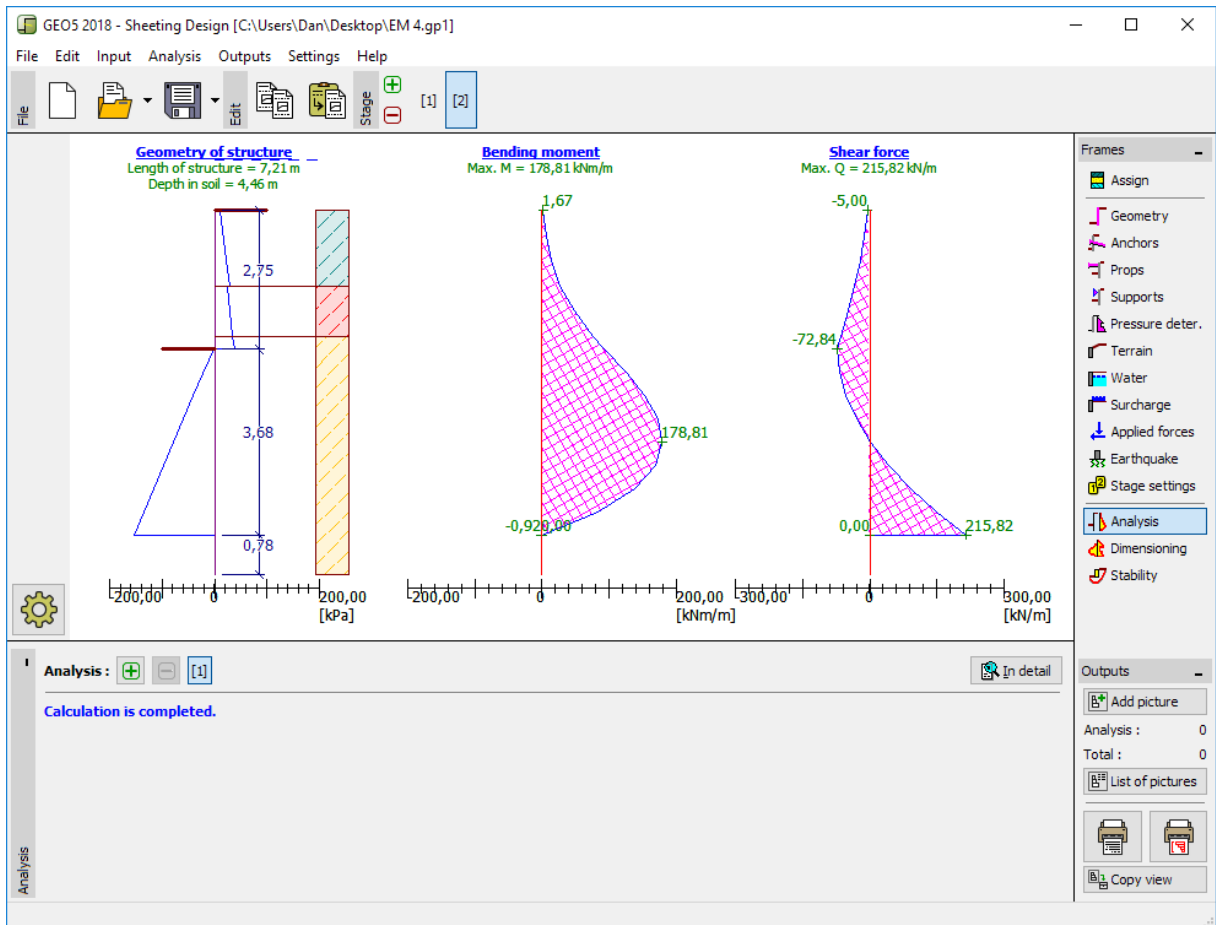 GEO5 2018 - Sheeting Design [C:\Users\Dan\Desktop\EM 4.gp1]
File Edit Input Analysis Outputs Settings Help
File
Edit
Stage
[1] [2]
Geometry of structure
Length of structure = 7,21 m
Depth in soil = 4,46 m
2,75
3,68
0,78
-200,00 0 200,00
[kPa]
Bending moment
Max. M = 178,81 kNm/m
1,67
178,81
-0,92 0,00
-200,00 0 200,00
[kNm/m]
Shear force
Max. Q = 215,82 kN/m
-5,00
-72,84
0,00 215,82
-300,00 0 300,00
[kN/m]
Frames
Assign
Geometry
Anchors
Props
Supports
Pressure deter.
Terrain
Water
Surcharge
Applied forces
Earthquake
Stage settings
Analysis
Dimensioning
Stability
Analysis : [1] In detail
Calculation is completed.
Analysis
Outputs
Add picture
Analysis : 0
Total : 0
List of pictures
Copy view